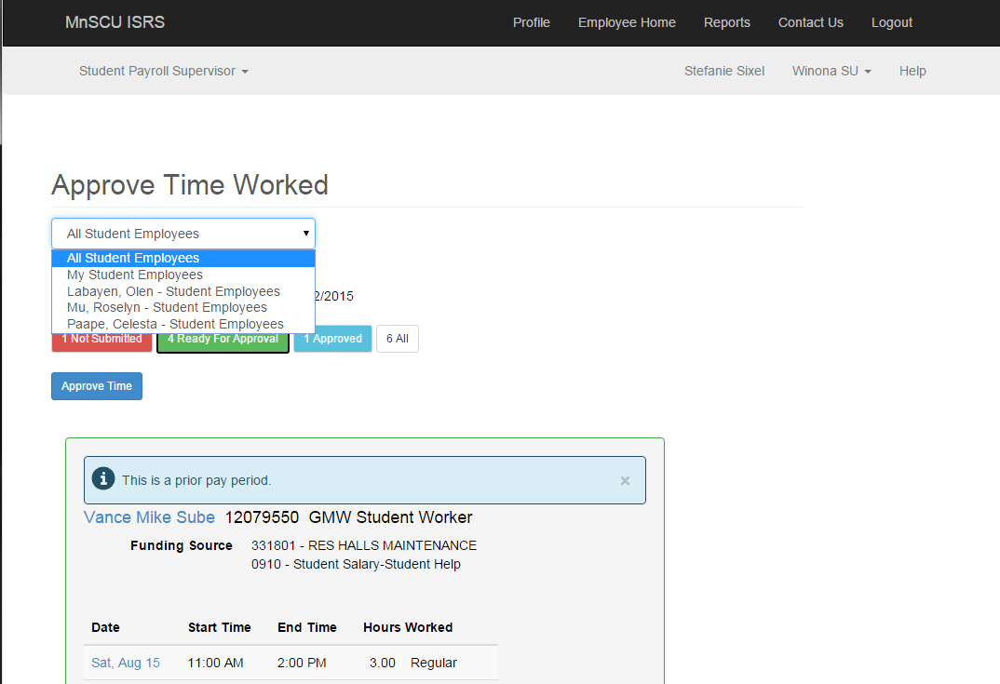 MnSCU ISRS Profile Employee Home Reports Contact Us Logout
Student Payroll Supervisor Stefanie Sixel Winona SU Help
Approve Time Worked
All Student Employees
All Student Employees
My Student Employees
Labayen, Olen - Student Employees
Mu, Roselyn - Student Employees
Paape, Celesta - Student Employees
2/2015
1 Not Submitted 4 Ready For Approval 1 Approved 6 All
Approve Time
This is a prior pay period. ×
Vance Mike Sube 12079550 GMW Student Worker
Funding Source 331801 - RES HALLS MAINTENANCE
0910 - Student Salary-Student Help
Date Start Time End Time Hours Worked
Sat, Aug 15 11:00 AM 2:00 PM 3.00 Regular